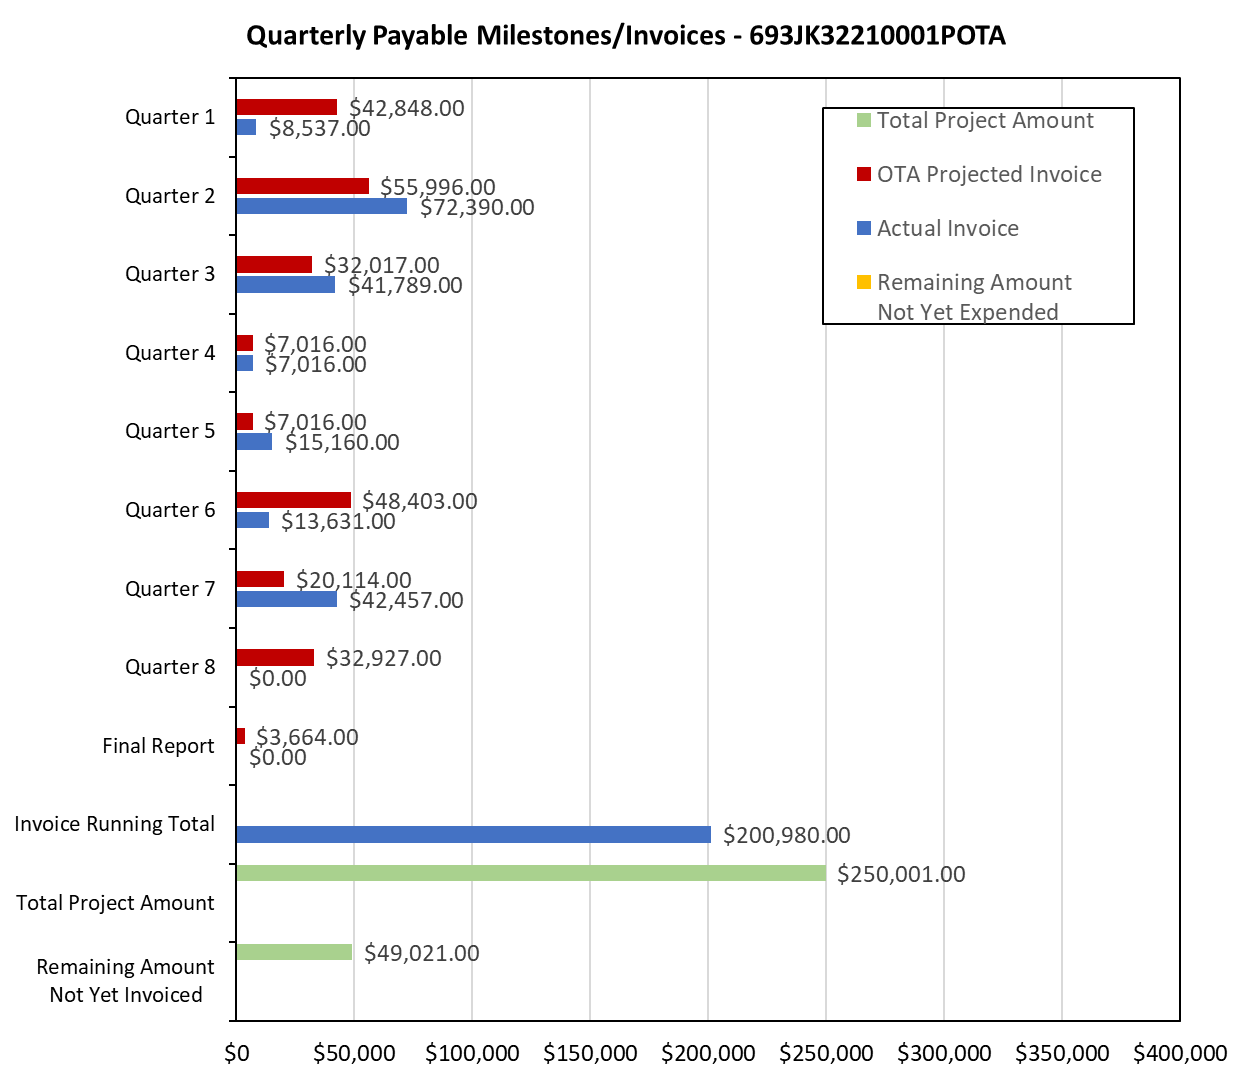 Quarterly Payable Milestones/Invoices - 693JK32210001POTA
Quarter 1
$42,848.00
$8,537.00
Quarter 2
$55,996.00
$72,390.00
Quarter 3
$32,017.00
$41,789.00
Quarter 4
$7,016.00
$7,016.00
Quarter 5
$7,016.00
$15,160.00
Quarter 6
$48,403.00
$13,631.00
Quarter 7
$20,114.00
$42,457.00
Quarter 8
$32,927.00
$0.00
Final Report
$3,664.00
$0.00
Invoice Running Total
$200,980.00
Total Project Amount
$250,001.00
Remaining Amount
Not Yet Invoiced
$49,021.00
Total Project Amount
OTA Projected Invoice
Actual Invoice
Remaining Amount
Not Yet Expended
$0 $50,000 $100,000 $150,000 $200,000 $250,000 $300,000 $350,000 $400,000